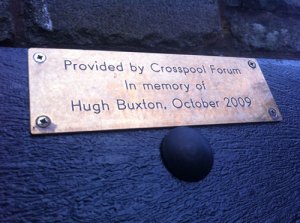 Provided by Crosspool Forum
In memory of
Hugh Buxton, October 2009